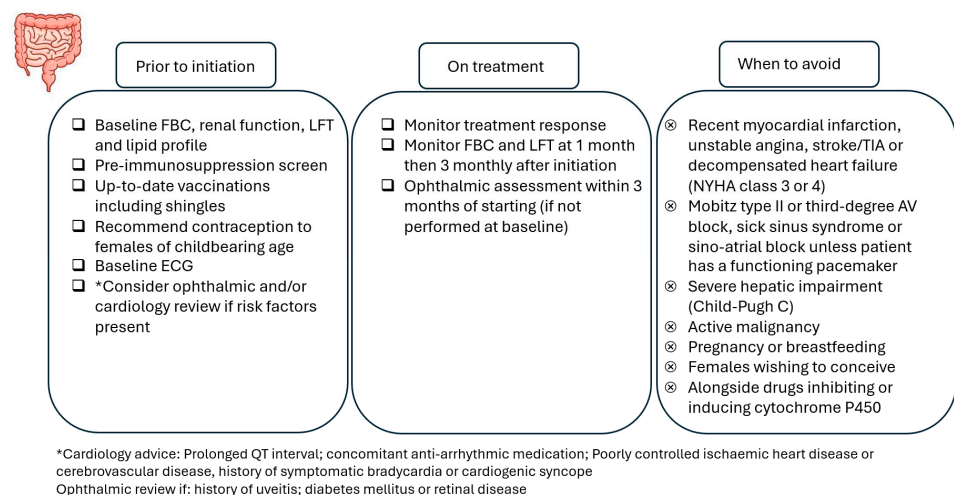 Prior to initiation
Baseline FBC, renal function, LFT
and lipid profile
Pre-immunosuppression screen
Up-to-date vaccinations
including shingles
Recommend contraception to
females of childbearing age
Baseline ECG
*Consider ophthalmic and/or
cardiology review if risk factors
present
On treatment
Monitor treatment response
Monitor FBC and LFT at 1 month
then 3 monthly after initiation
Ophthalmic assessment within 3
months of starting (if not
performed at baseline)
When to avoid
Recent myocardial infarction,
unstable angina, stroke/TIA or
decompensated heart failure
(NYHA class 3 or 4)
Mobitz type II or third-degree AV
block, sick sinus syndrome or
sino-atrial block unless patient
has a functioning pacemaker
Severe hepatic impairment
(Child-Pugh C)
Active malignancy
Pregnancy or breastfeeding
Females wishing to conceive
Alongside drugs inhibiting or
inducing cytochrome P450
*Cardiology advice: Prolonged QT interval; concomitant anti-arrhythmic medication; Poorly controlled ischaemic heart disease or
cerebrovascular disease, history of symptomatic bradycardia or cardiogenic syncope
Ophthalmic review if: history of uveitis; diabetes mellitus or retinal disease